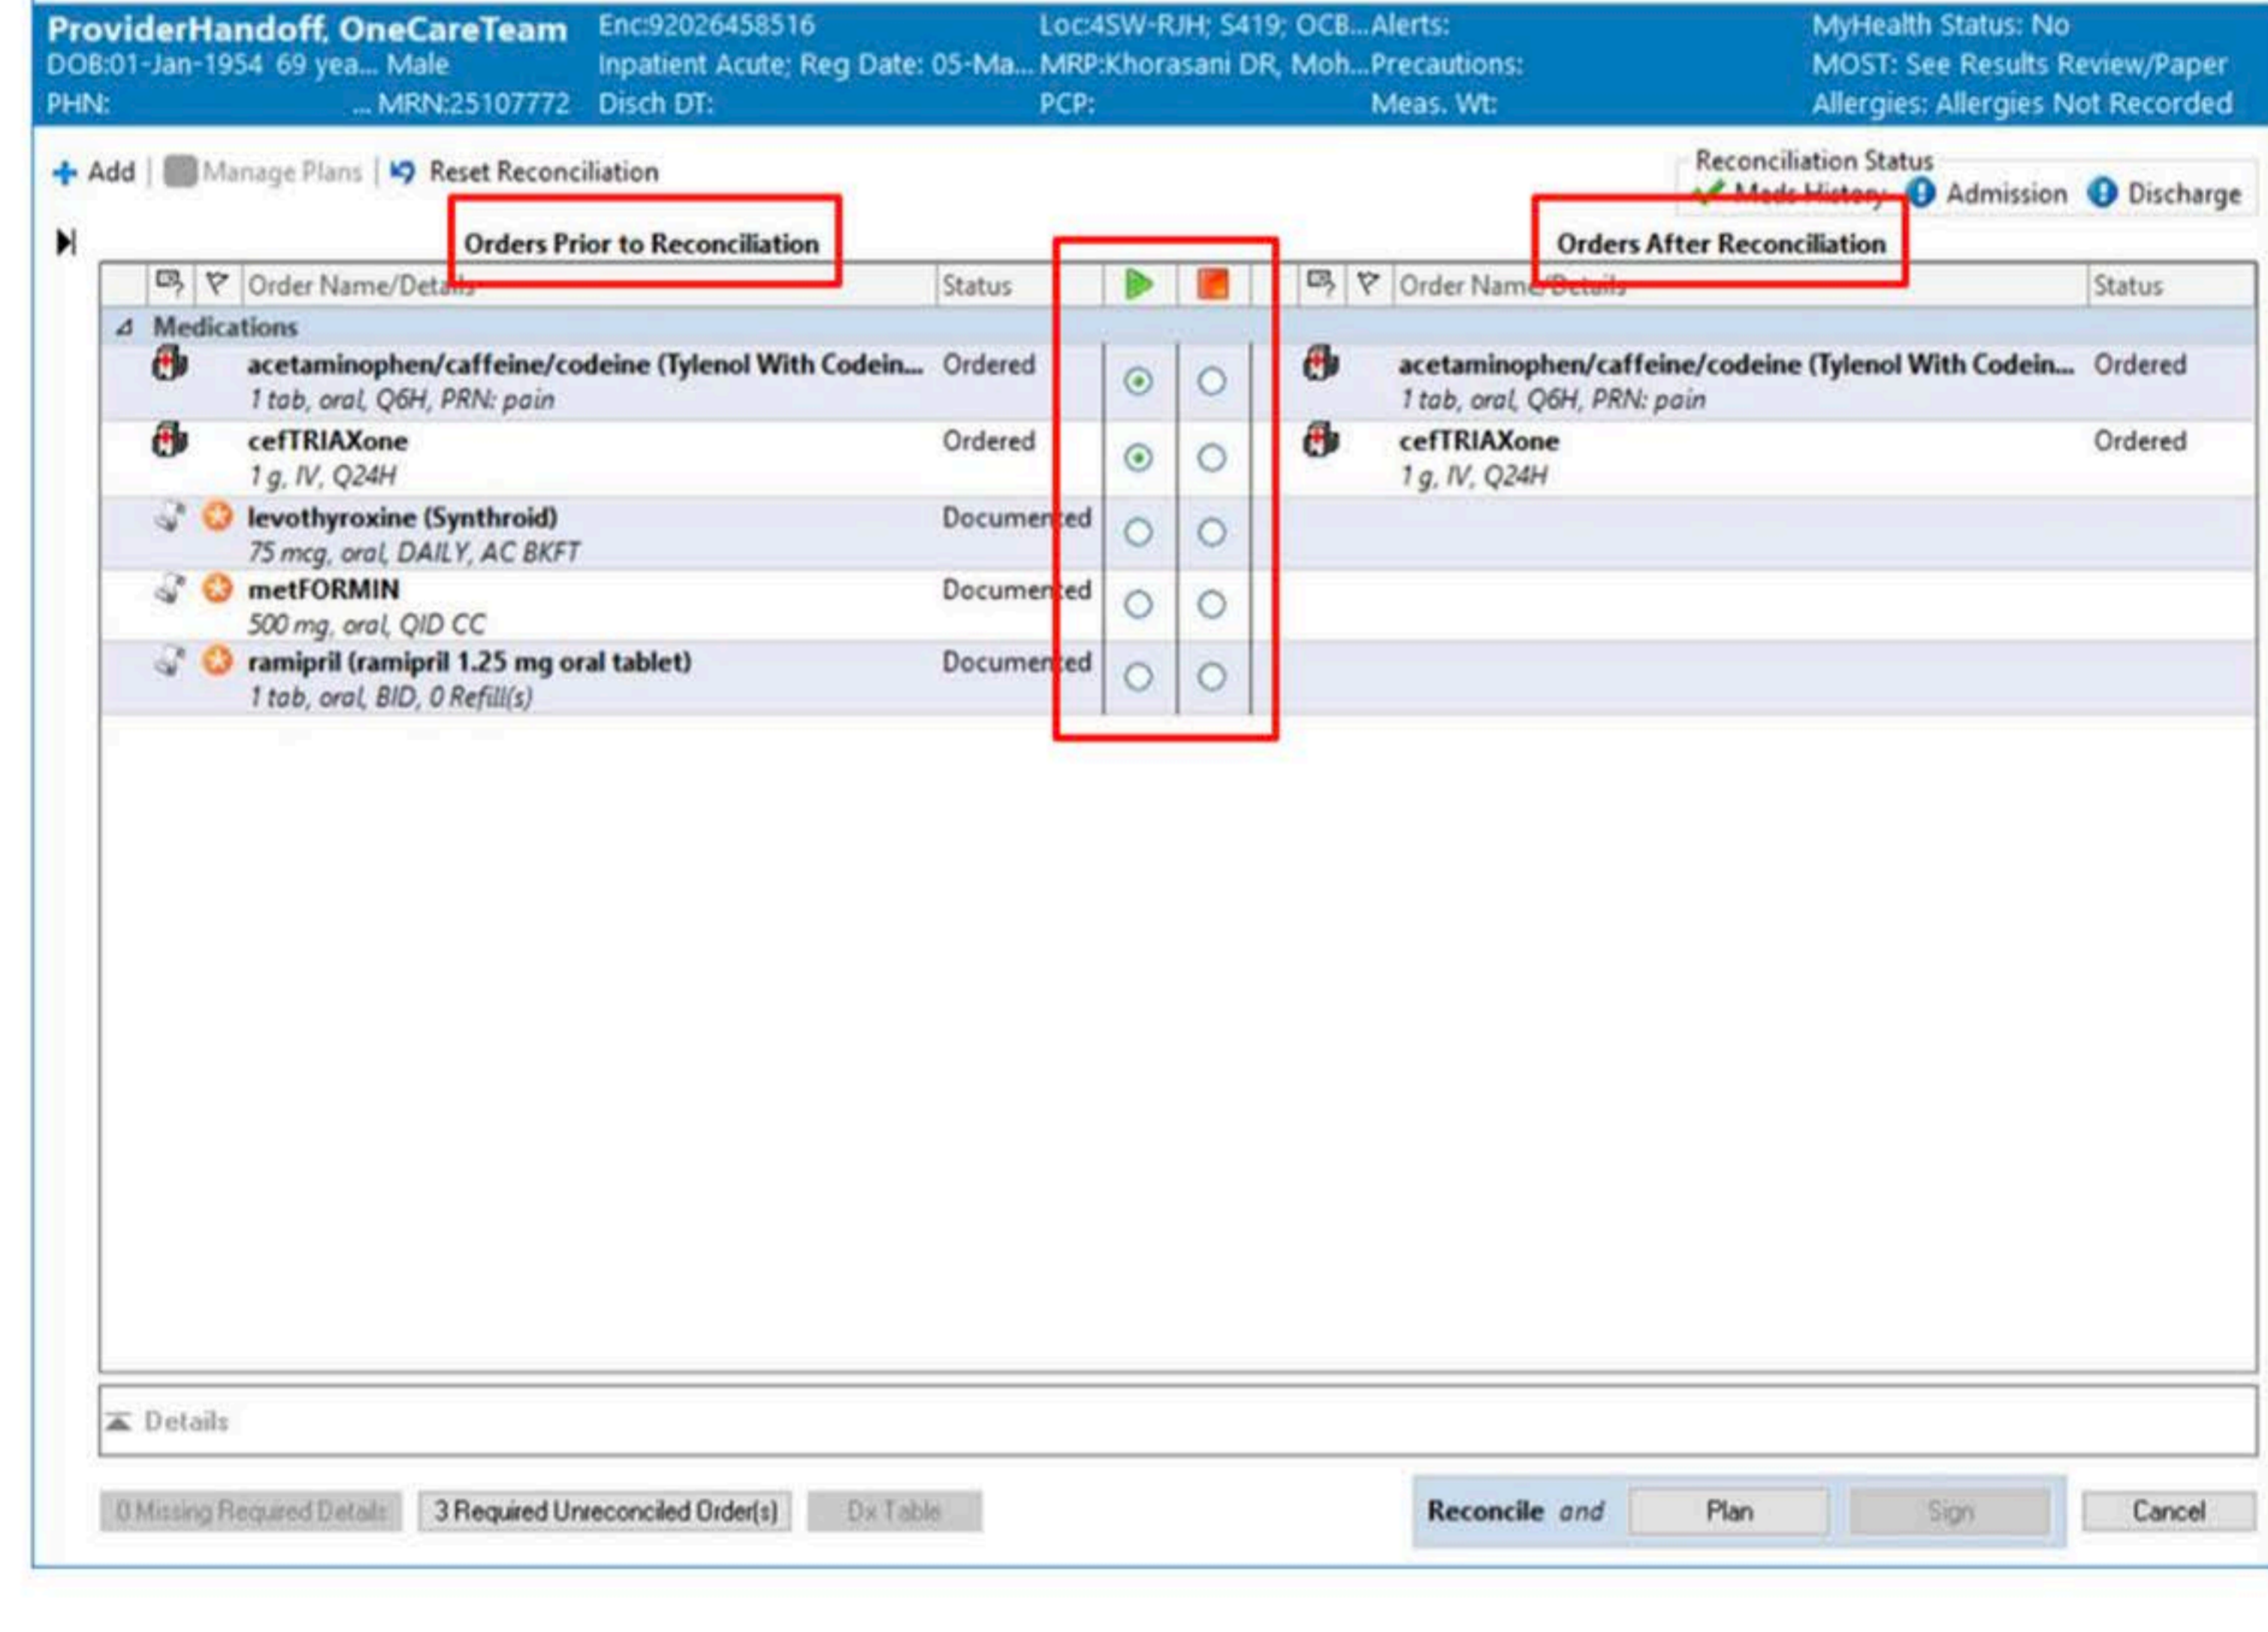 ProviderHandoff, OneCareTeam Enc:92026458516 Loc:4SW-RJH; S419; OCB...Alerts: MyHealth Status: No
DOB:01-Jan-1954 69 yea... Male Inpatient Acute; Reg Date: 05-Ma... MRP:Khorasani DR, Moh...Precautions: MOST: See Results Review/Paper
PHN: ... MRN:25107772 Disch DT: PCP: Meas. Wt: Allergies: Allergies Not Recorded
Add | Manage Plans | Reset Reconciliation
Reconciliation Status
Meds History Admission Discharge
Orders Prior to Reconciliation Orders After Reconciliation
Order Name/Details Status Order Name/Details Status
Medications
acetaminophen/caffeine/codeine (Tylenol With Codein... Ordered acetaminophen/caffeine/codeine (Tylenol With Codein... Ordered
1 tab, oral, Q6H, PRN: pain 1 tab, oral, Q6H, PRN: pain
cefTRIAXone Ordered cefTRIAXone Ordered
1 g, IV, Q24H 1 g, IV, Q24H
levothyroxine (Synthroid) Documented
75 mcg, oral, DAILY, AC BKFT
metFORMIN Documented
500 mg, oral, QID CC
ramipril (ramipril 1.25 mg oral tablet) Documented
1 tab, oral, BID, 0 Refill(s)
Details
0 Missing Required Details 3 Required Unreconciled Order(s) Dx Table Reconcile and Plan Sign Cancel